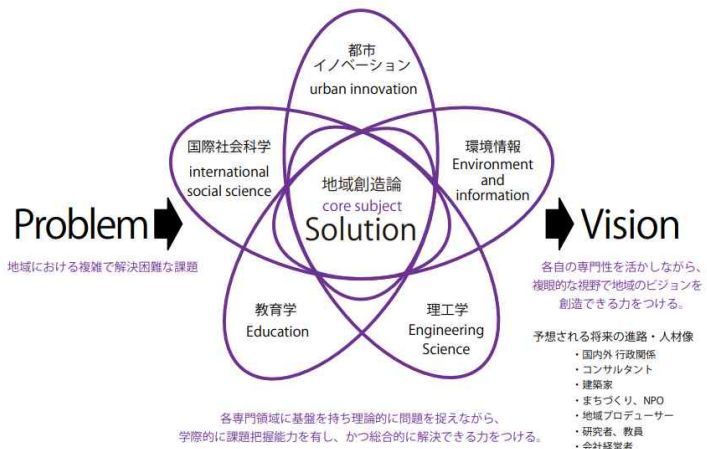 都市
イノベーション
urban innovation
国際社会科学
international
social science
環境情報
Environment
and
information
地域創造論
core subject
Solution
Problem
地域における複雑で解決困難な課題
Vision
各自の専門性を活かしながら、
複眼的な視野で地域のビジョンを
創造できる力をつける。
教育学
Education
理工学
Engineering
Science
予想される将来の進路・人材像
・国内外 行政関係
・コンサルタント
・建築家
・まちづくり、NPO
・地域プロデューサー
・研究者、教員
・会社経営者
各専門領域に基盤を持ち理論的に問題を捉えながら、
学際的に課題把握能力を有し、かつ総合的に解決できる力をつける。